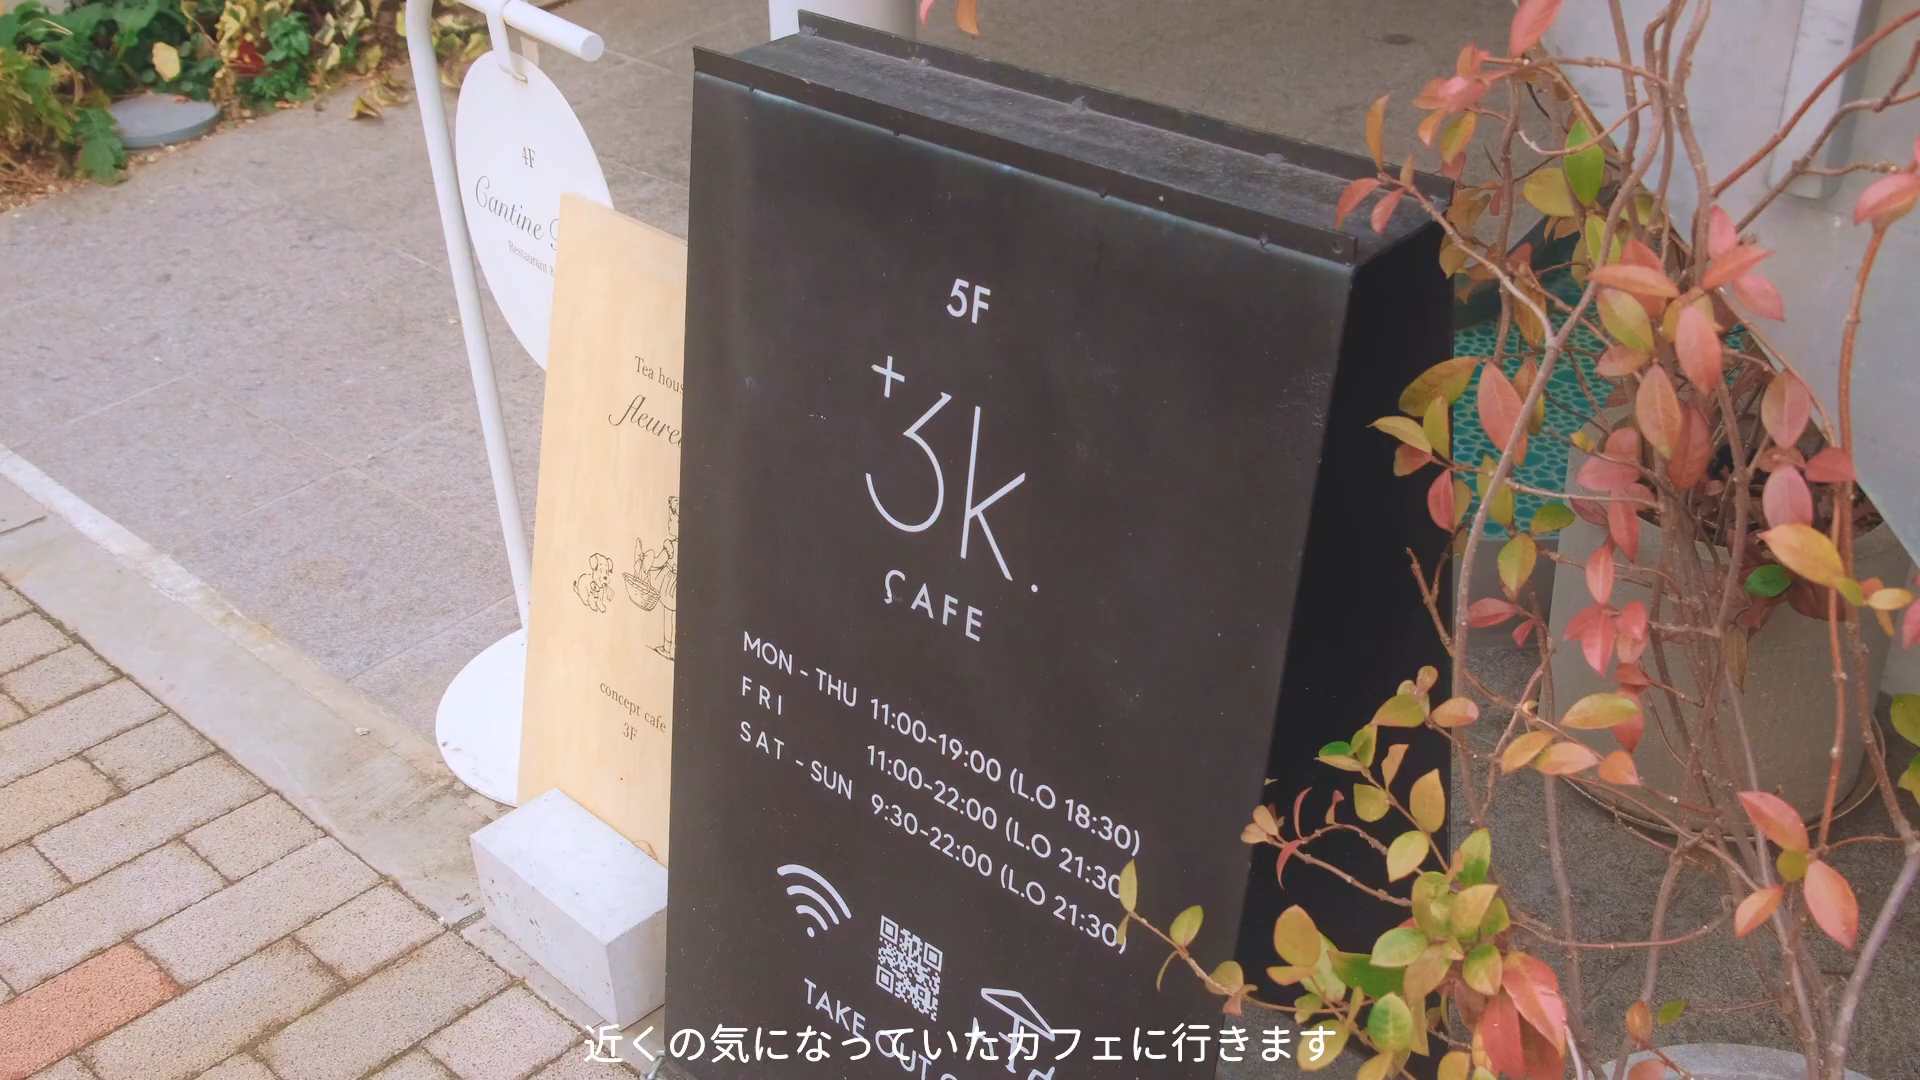 4F
Cantine
Restaurant &
Tea
concept cafe
3F
5F
+3k.
CAFE
MON - THU 11:00-19:00 (L.O 18:30)
FRI 11:00-22:00 (L.O 21:30)
SAT - SUN 9:30-22:00 (L.O 21:30)
TAKE OUT
近くの気になっていたカフェに行きます